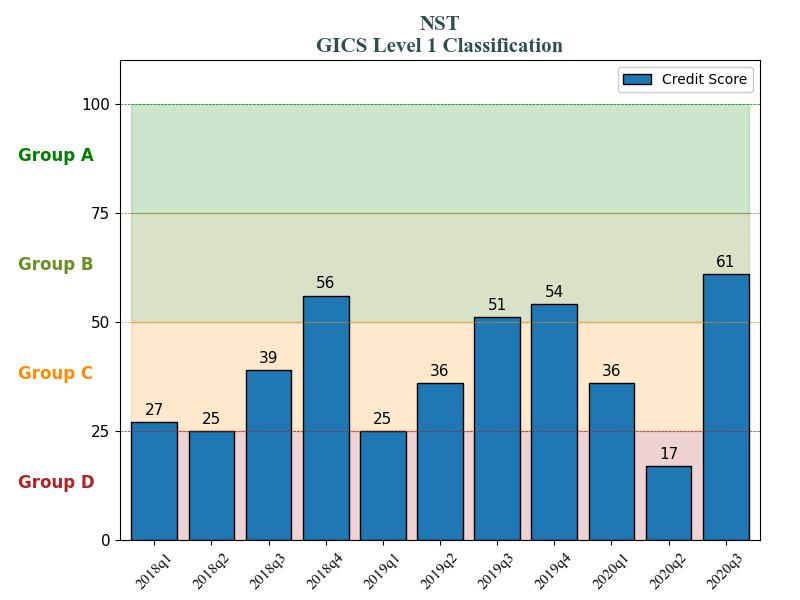 NST
GICS Level 1 Classification
Credit Score
100
Group A
75
Group B
50
Group C
25
Group D
0
27
25
39
56
25
36
51
54
36
17
61
2018q1
2018q2
2018q3
2018q4
2019q1
2019q2
2019q3
2019q4
2020q1
2020q2
2020q3